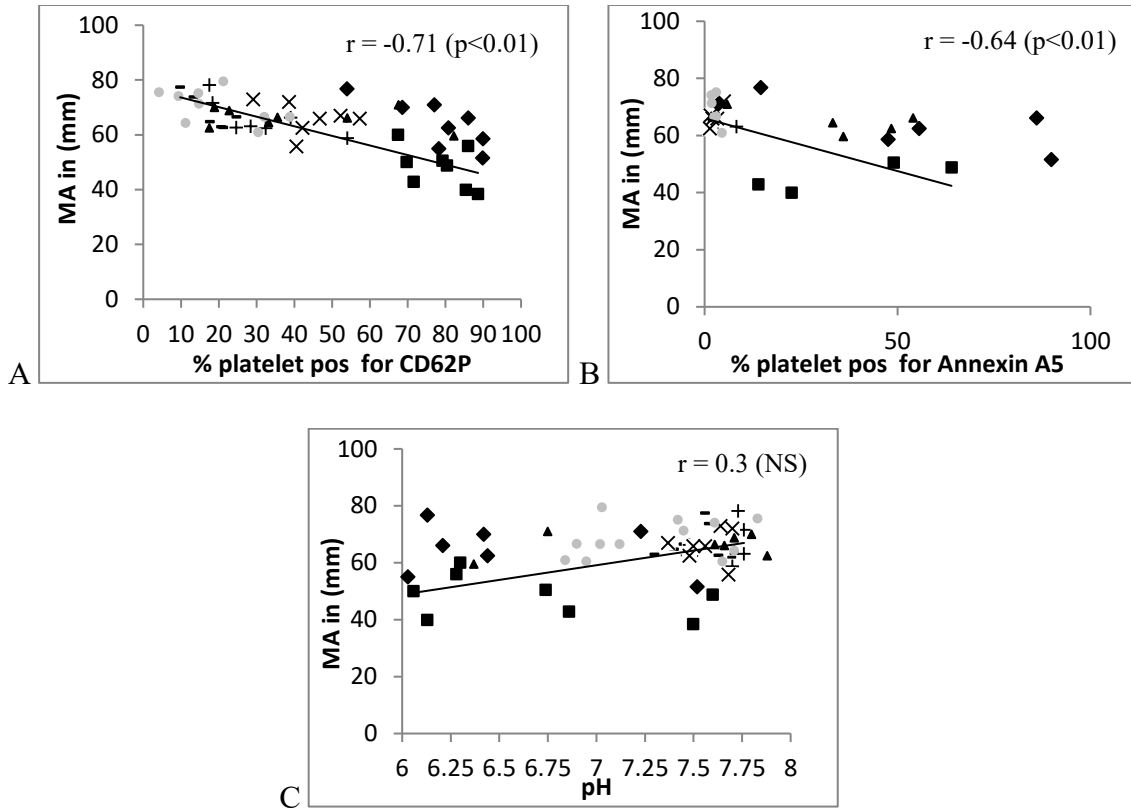 100
80
60
40
20
0
MA in (mm)
r = -0.71 (p<0.01)
0 10 20 30 40 50 60 70 80 90 100
% platelet pos for CD62P
A
100
80
60
40
20
0
MA in (mm)
r = -0.64 (p<0.01)
0 50 100
% platelet pos for Annexin A5
B
100
80
60
40
20
0
MA in (mm)
r = 0.3 (NS)
6 6.25 6.5 6.75 7 7.25 7.5 7.75 8
pH
C